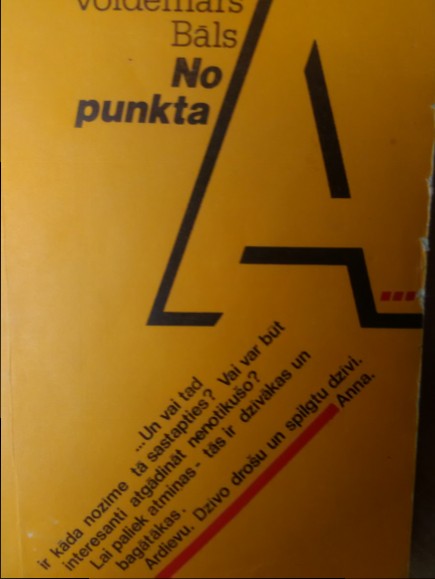 Voldemārs
Bāls
No
punkta
A...
...Un vai tad
ir kāda nozīme tā sastapties? Vai var būt
interesanti atgādināt nenotikušo?
Lai paliek atmiņas - tās ir dzīvākas un
bagātākas.
Ardievu. Dzīvo drošu un spilgtu dzīvi.
Anna.